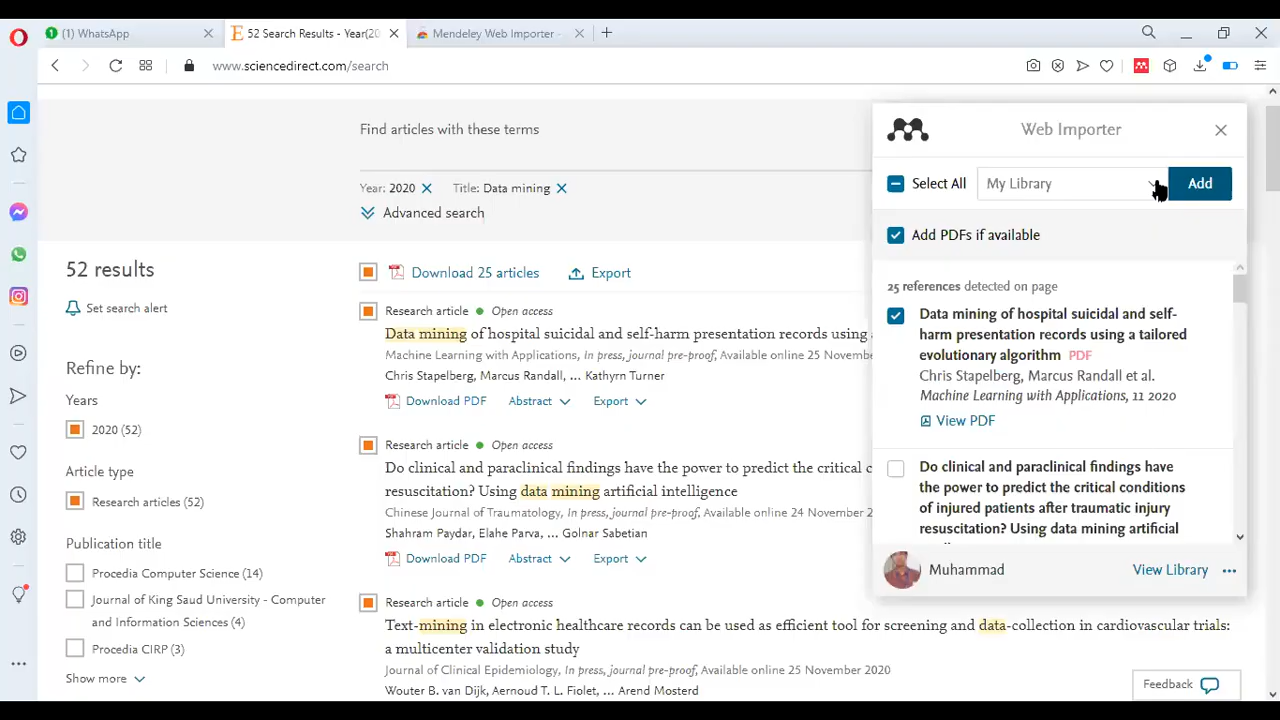 (1) WhatsApp
52 Search Results - Year(20
Mendeley Web Importer -
www.sciencedirect.com/search
Find articles with these terms
Year: 2020
Title: Data mining
Advanced search
52 results
Set search alert
Refine by:
Years
2020 (52)
Article type
Research articles (52)
Publication title
Procedia Computer Science (14)
Journal of King Saud University - Computer
and Information Sciences (4)
Procedia CIRP (3)
Show more
Download 25 articles
Export
Research article
Open access
Data mining of hospital suicidal and self-harm presentation records using
Machine Learning with Applications, In press, journal pre-proof, Available online 25 November
Chris Stapelberg, Marcus Randall, ... Kathyrn Turner
Download PDF
Abstract
Export
Research article
Open access
Do clinical and paraclinical findings have the power to predict the critical c
resuscitation? Using data mining artificial intelligence
Chinese Journal of Traumatology, In press, journal pre-proof, Available online 24 November 2
Shahram Paydar, Elahe Parva, ... Golnar Sabetian
Download PDF
Abstract
Export
Research article
Open access
Text-mining in electronic healthcare records can be used as efficient tool for screening and data-collection in cardiovascular trials:
a multicenter validation study
Journal of Clinical Epidemiology, In press, journal pre-proof, Available online 25 November 2020
Wouter B. van Dijk, Aernoud T. L. Fiolet, ... Arend Mosterd
Web Importer
Select All
My Library
Add
Add PDFs if available
25 references detected on page
Data mining of hospital suicidal and self-
harm presentation records using a tailored
evolutionary algorithm PDF
Chris Stapelberg, Marcus Randall et al.
Machine Learning with Applications, 11 2020
View PDF
Do clinical and paraclinical findings have
the power to predict the critical conditions
of injured patients after traumatic injury
resuscitation? Using data mining artificial
Muhammad
View Library
Feedback